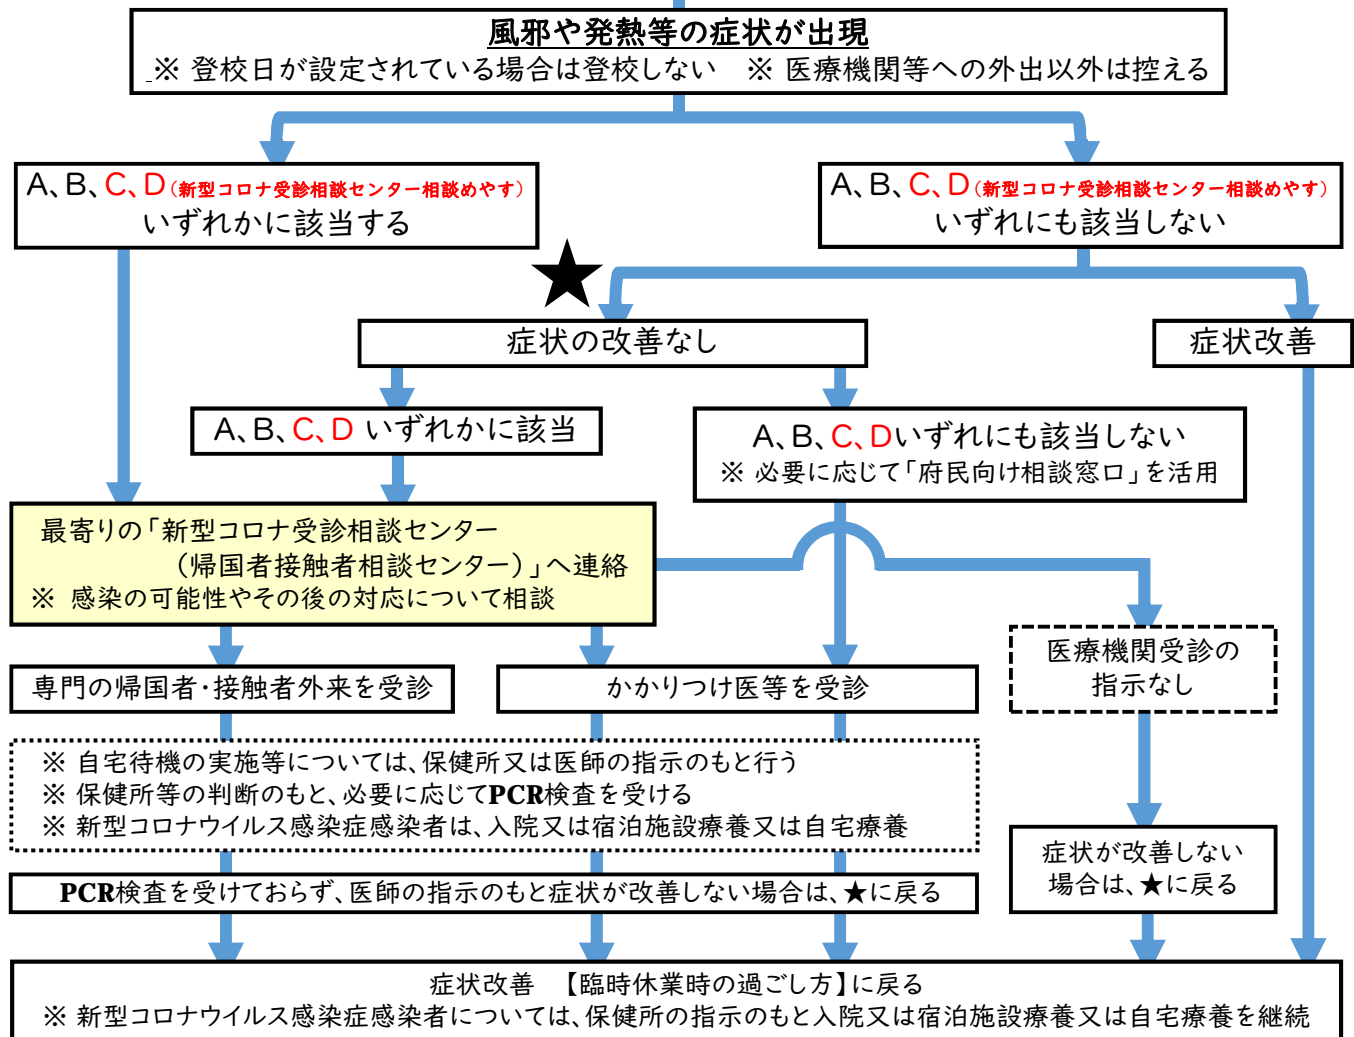 風邪や発熱等の症状が出現
※ 登校日が設定されている場合は登校しない ※ 医療機関等への外出以外は控える
A、B、C、D(新型コロナ受診相談センター相談めやす)
いずれかに該当する
A、B、C、D(新型コロナ受診相談センター相談めやす)
いずれにも該当しない
★
症状の改善なし
症状改善
A、B、C、D いずれかに該当
A、B、C、Dいずれにも該当しない
※ 必要に応じて「府民向け相談窓口」を活用
最寄りの「新型コロナ受診相談センター
(帰国者接触者相談センター)」へ連絡
※ 感染の可能性やその後の対応について相談
医療機関受診の
指示なし
専門の帰国者・接触者外来を受診
かかりつけ医等を受診
※ 自宅待機の実施等については、保健所又は医師の指示のもと行う
※ 保健所等の判断のもと、必要に応じてPCR検査を受ける
※ 新型コロナウイルス感染症感染者は、入院又は宿泊施設療養又は自宅療養
症状が改善しない
場合は、★に戻る
PCR検査を受けておらず、医師の指示のもと症状が改善しない場合は、★に戻る
症状改善 【臨時休業時の過ごし方】に戻る
※ 新型コロナウイルス感染症感染者については、保健所の指示のもと入院又は宿泊施設療養又は自宅療養を継続